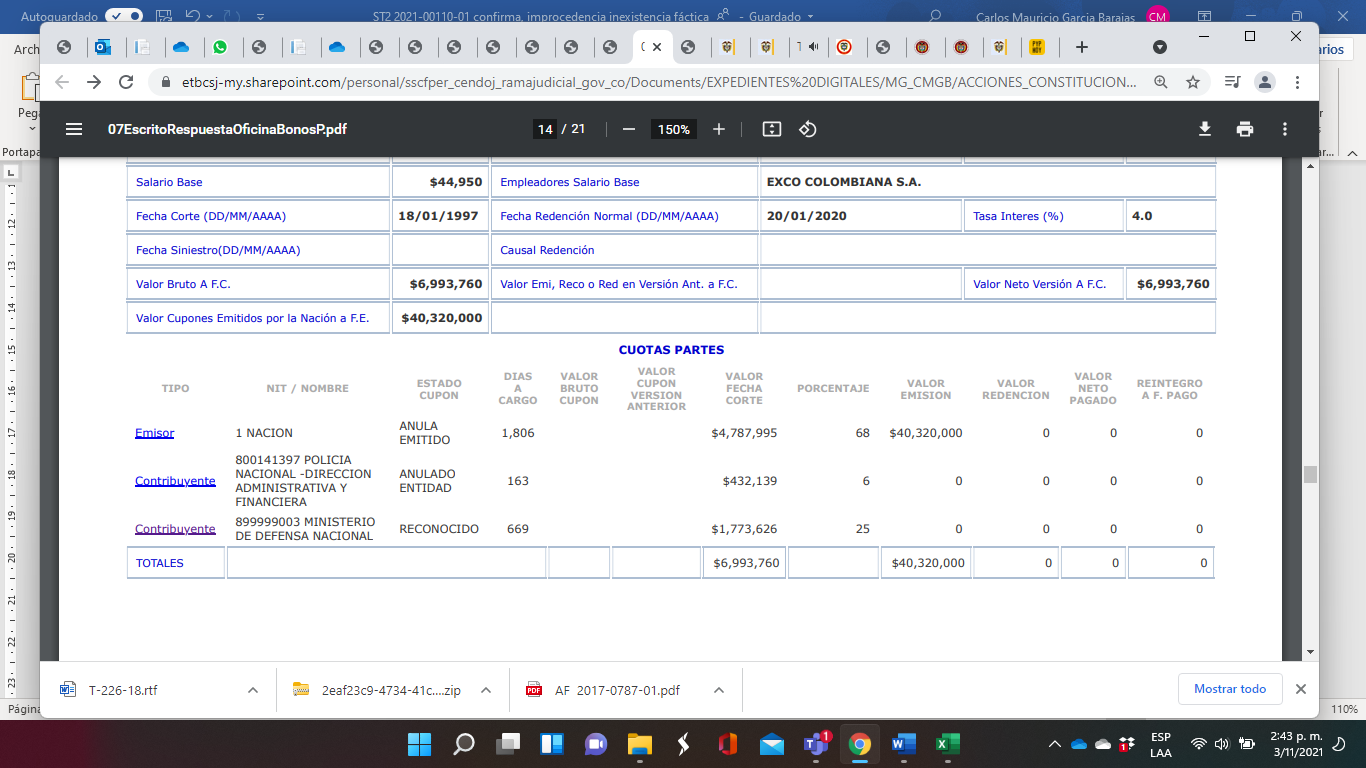 Autoguardado
ST2 2021-00110-01 confirma, improcedencia inexistencia fáctica
- Guardado
Carlos Mauricio Garcia Barajas
CM
Arch
arios
etbcsj-my.sharepoint.com/personal/sscfper_cendoj_ramajudicial_gov_co/Documents/EXPEDIENTES%20DIGITALES/MG_CMGB/ACCIONES_CONSTITUCION...
Pega
Portapa
07EscritoRespuestaOficinaBonosP.pdf
14 / 21
150%
Salario Base $44,950 Empleadores Salario Base EXCO COLOMBIANA S.A.
Fecha Corte (DD/MM/AAAA) 18/01/1997 Fecha Redención Normal (DD/MM/AAAA) 20/01/2020 Tasa Interes (%) 4.0
Fecha Siniestro(DD/MM/AAAA) Causal Redención
Valor Bruto A F.C. $6,993,760 Valor Emi, Reco o Red en Versión Ant. a F.C. Valor Neto Versión A F.C. $6,993,760
Valor Cupones Emitidos por la Nación a F.E. $40,320,000
CUOTAS PARTES
TIPO
NIT / NOMBRE
ESTADO
CUPON
DIAS
A
CARGO
VALOR
BRUTO
CUPON
VALOR
CUPON
VERSION
ANTERIOR
VALOR
FECHA
CORTE
PORCENTAJE
VALOR
EMISION
VALOR
REDENCION
VALOR
NETO
PAGADO
REINTEGRO
A F. PAGO
Emisor
1 NACION
ANULA
EMITIDO
1,806 $4,787,995 68 $40,320,000 0 0 0
Contribuyente
800141397 POLICIA
NACIONAL -DIRECCION
ADMINISTRATIVA Y
FINANCIERA
ANULADO
ENTIDAD
163 $432,139 6 0 0 0 0
Contribuyente
899999003 MINISTERIO
DE DEFENSA NACIONAL
RECONOCIDO 669 $1,773,626 25 0 0 0 0
TOTALES $6,993,760 $40,320,000 0 0 0
T-226-18.rtf
2eaf23c9-4734-41c....zip
AF 2017-0787-01.pdf
Mostrar todo
Página
110%
ESP
LAA
2:43 p. m.
3/11/2021